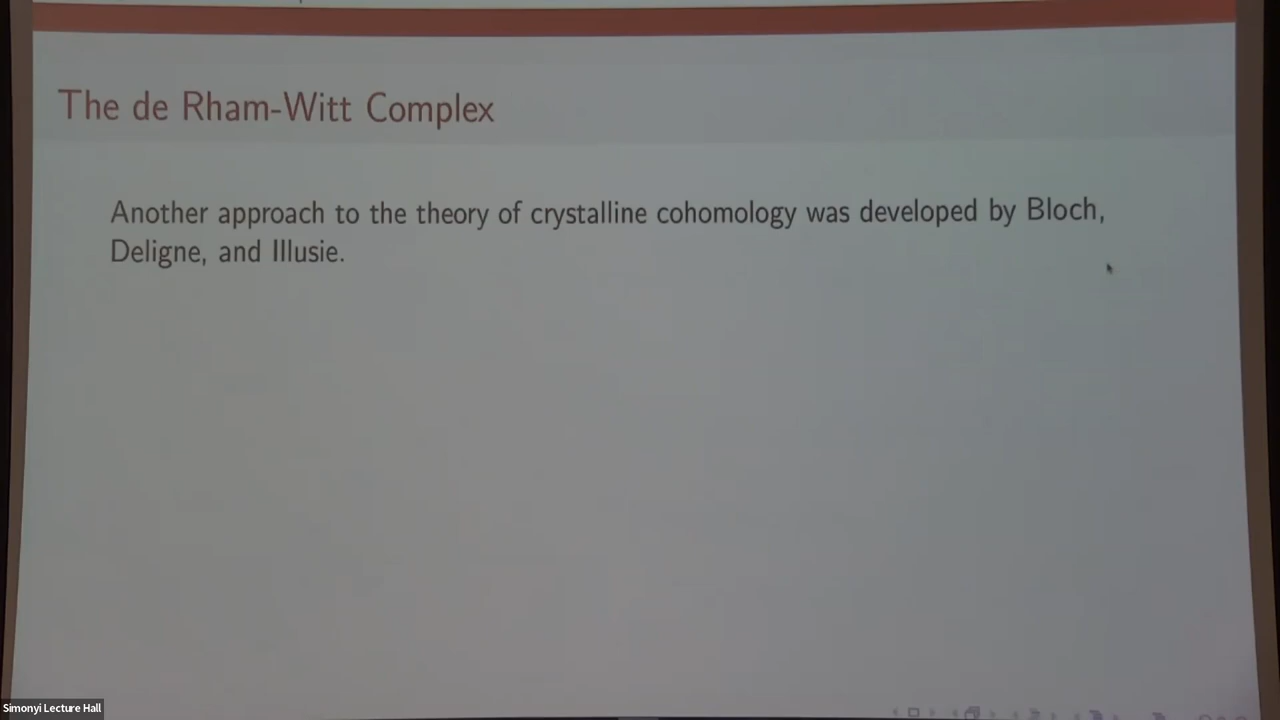 The de Rham-Witt Complex
Another approach to the theory of crystalline cohomology was developed by Bloch,
Deligne, and Illusie.
Simonyi Lecture Hall